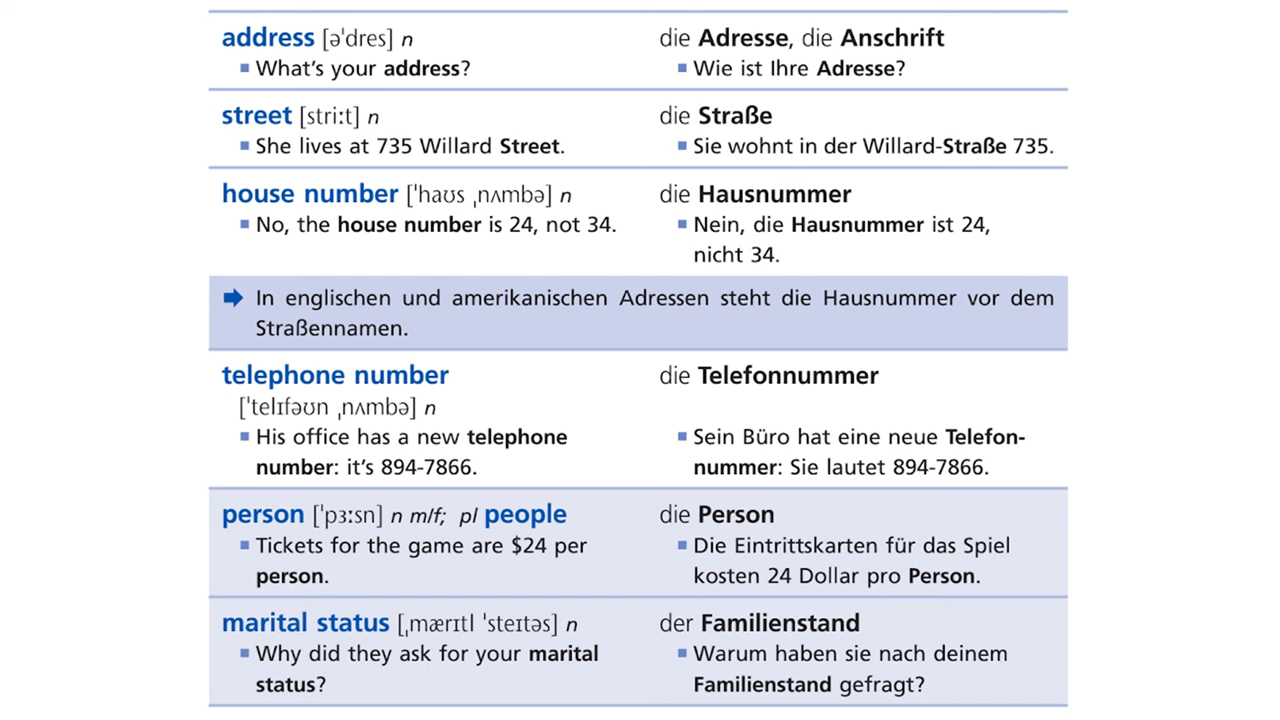 address [əˈdres] n die Adresse, die Anschrift
▪ What's your address? ▪ Wie ist Ihre Adresse?
street [striːt] n die Straße
▪ She lives at 735 Willard Street. ▪ Sie wohnt in der Willard-Straße 735.
house number [ˈhaʊs ˌnʌmbə] n die Hausnummer
▪ No, the house number is 24, not 34. ▪ Nein, die Hausnummer ist 24,
nicht 34.
➡ In englischen und amerikanischen Adressen steht die Hausnummer vor dem
Straßennamen.
telephone number die Telefonnummer
[ˈtelɪfəʊn ˌnʌmbə] n
▪ His office has a new telephone ▪ Sein Büro hat eine neue Telefon-
number: it's 894-7866. nummer: Sie lautet 894-7866.
person [ˈpɜːsn] n m/f; pl people die Person
▪ Tickets for the game are $24 per ▪ Die Eintrittskarten für das Spiel
person. kosten 24 Dollar pro Person.
marital status [ˌmærɪtl ˈsteɪtəs] n der Familienstand
▪ Why did they ask for your marital ▪ Warum haben sie nach deinem
status? Familienstand gefragt?